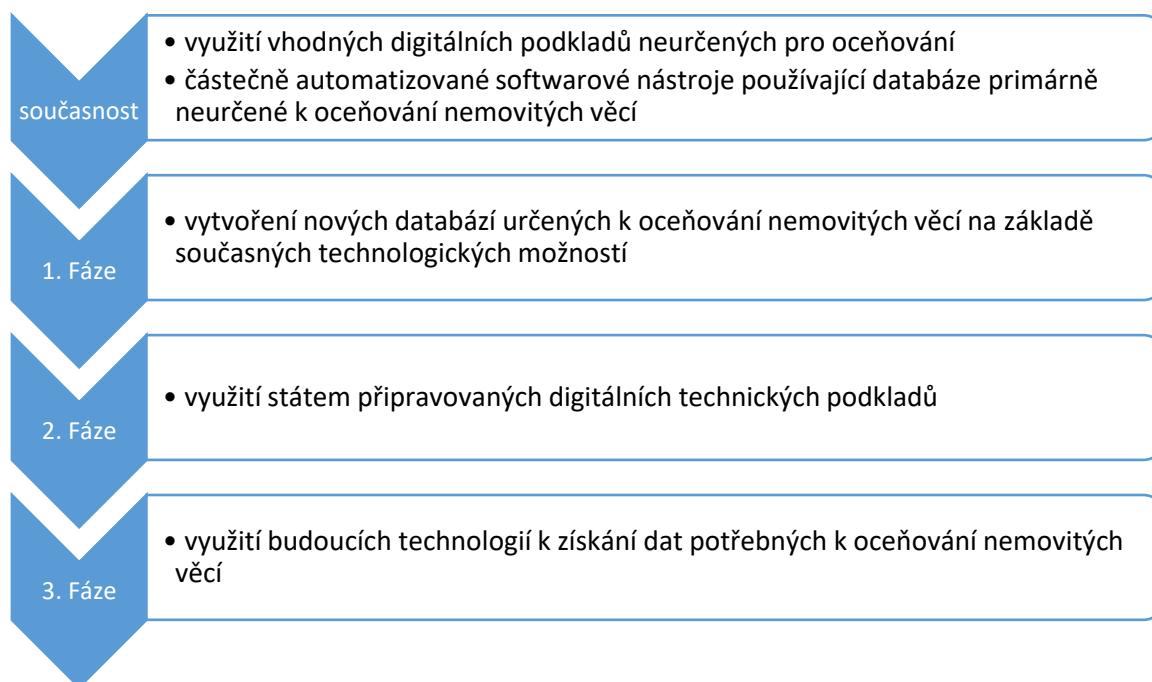 současnost
• využití vhodných digitálních podkladů neurčených pro oceňování
• částečně automatizované softwarové nástroje používající databáze primárně
neurčené k oceňování nemovitých věcí
1. Fáze
• vytvoření nových databází určených k oceňování nemovitých věcí na základě
současných technologických možností
2. Fáze
• využití státem připravovaných digitálních technických podkladů
3. Fáze
• využití budoucích technologií k získání dat potřebných k oceňování nemovitých
věcí